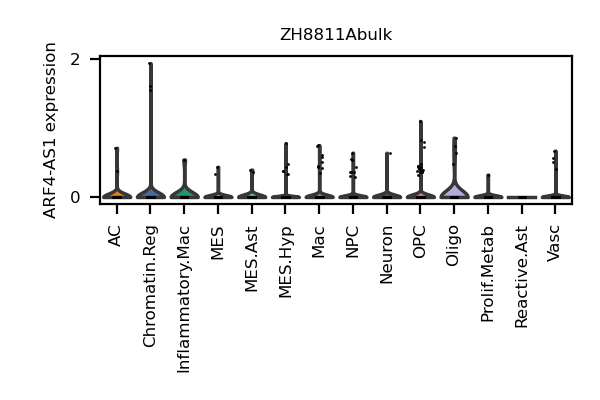 ZH8811Abulk
ARF4-AS1 expression
2
0
AC
Chromatin.Reg
Inflammatory.Mac
MES
MES.Ast
MES.Hyp
Mac
NPC
Neuron
OPC
Oligo
Prolif.Metab
Reactive.Ast
Vasc